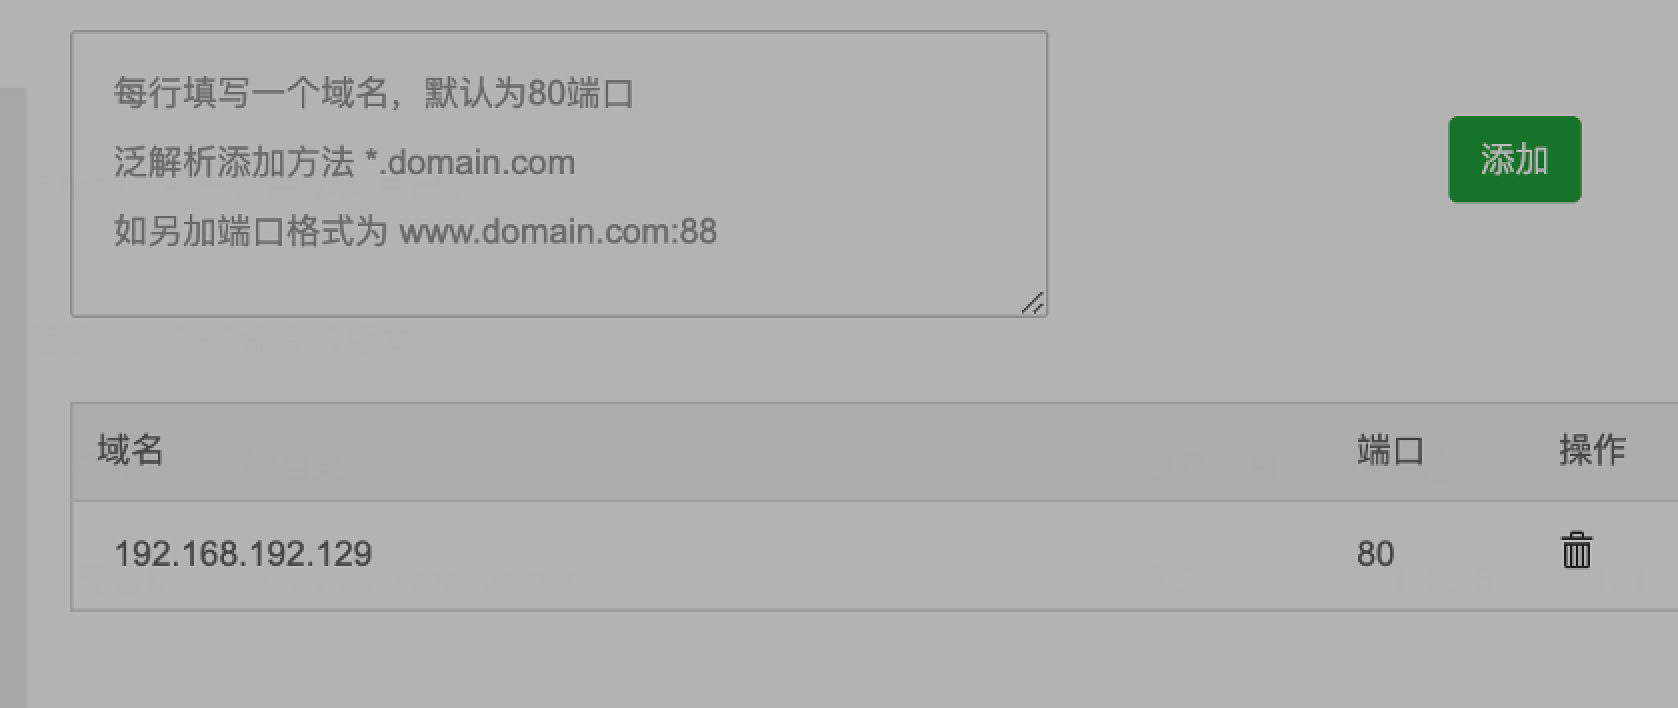 每行填写一个域名，默认为80端口
泛解析添加方法 *.domain.com
如另加端口格式为 www.domain.com:88
添加
域名 端口 操作
192.168.192.129 80